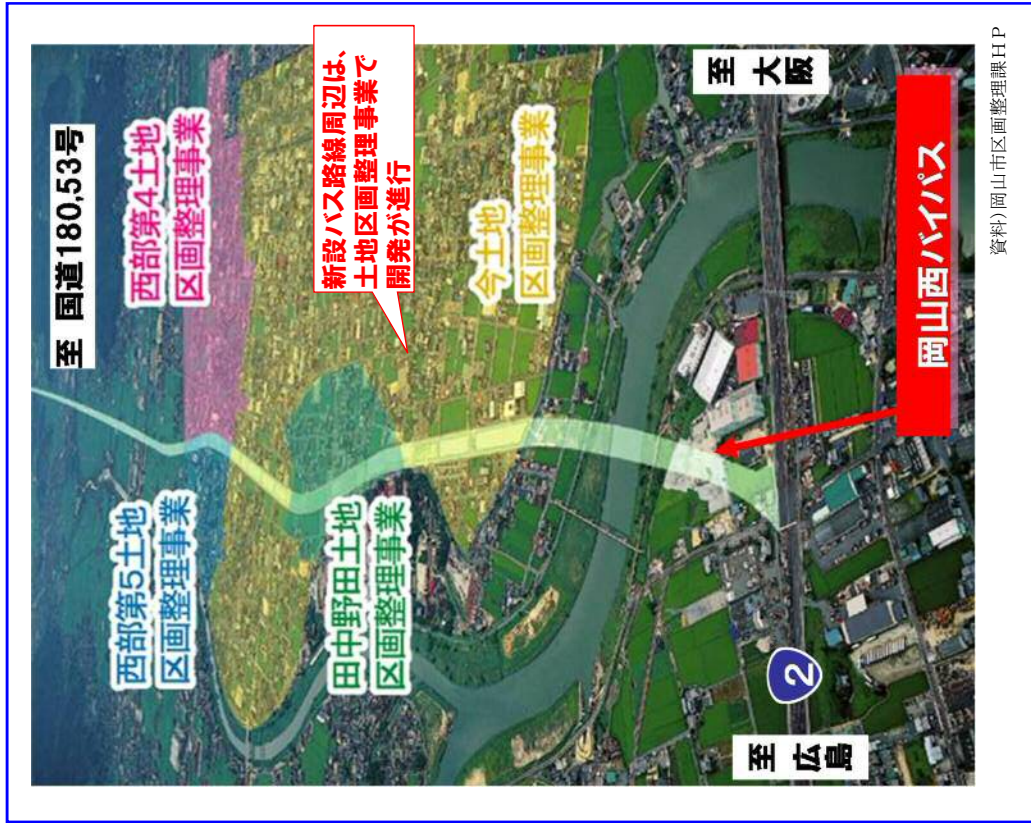 至 国道180,53号
西部第4土地
区画整理事業
西部第5土地
区画整理事業
新設バス路線周辺は、
土地区画整理事業で
開発が進行
田中野田土地
区画整理事業
今土地
区画整理事業
至 大阪
2
至 広島
岡山西バイパス
資料)岡山市区画整理課HP